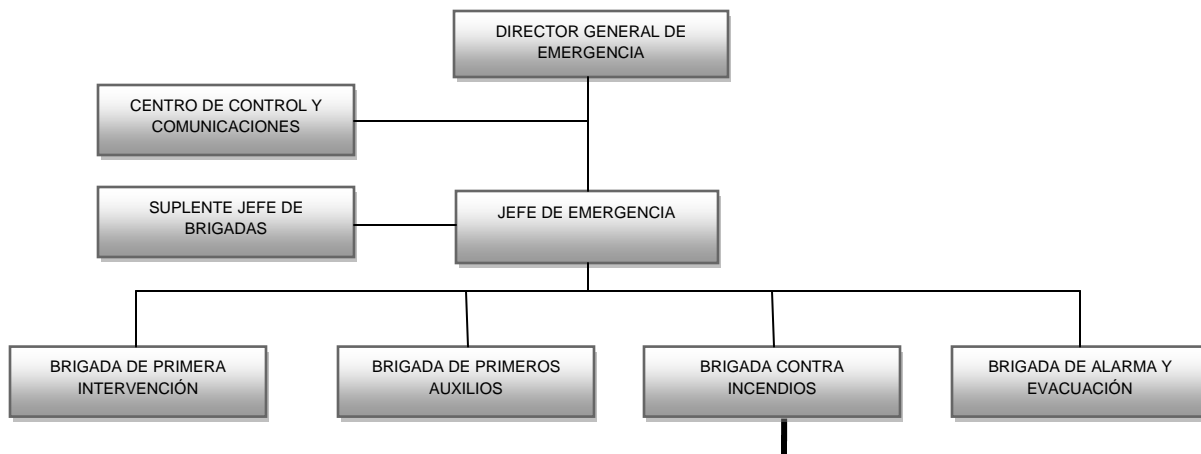 DIRECTOR GENERAL DE
EMERGENCIA
CENTRO DE CONTROL Y
COMUNICACIONES
SUPLENTE JEFE DE
BRIGADAS
JEFE DE EMERGENCIA
BRIGADA DE PRIMERA
INTERVENCIÓN
BRIGADA DE PRIMEROS
AUXILIOS
BRIGADA CONTRA
INCENDIOS
BRIGADA DE ALARMA Y
EVACUACIÓN